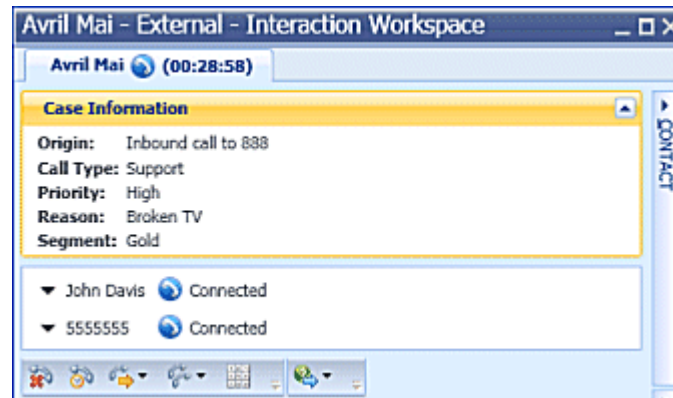 Avril Mai - External - Interaction Workspace
Avril Mai (00:28:58)
Case Information
Origin: Inbound call to 888
Call Type: Support
Priority: High
Reason: Broken TV
Segment: Gold
John Davis Connected
5555555 Connected
CONTACT